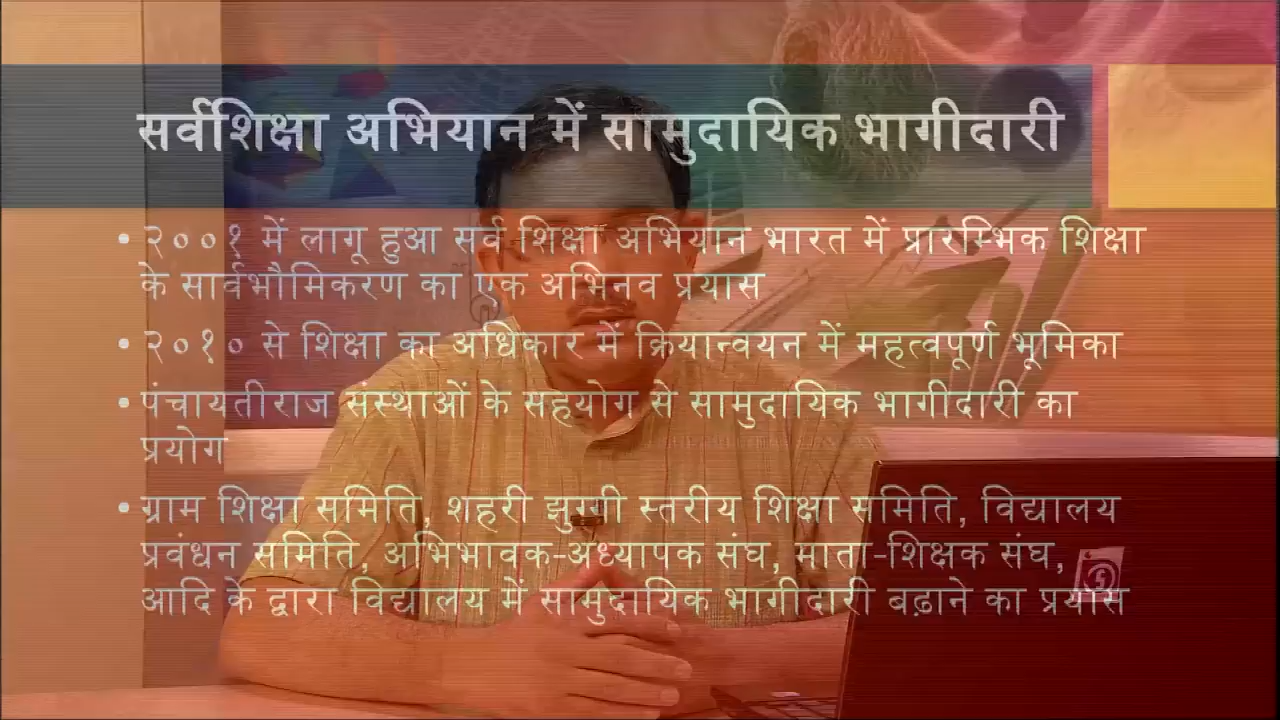 सर्वशिक्षा अभियान में सामुदायिक भागीदारी
• २००१ में लागू हुआ सर्व शिक्षा अभियान भारत में प्रारम्भिक शिक्षा
के सार्वभौमिकरण का एक अभिनव प्रयास
• २०१० से शिक्षा का अधिकार में क्रियान्वयन में महत्वपूर्ण भूमिका
• पंचायतीराज संस्थाओं के सहयोग से सामुदायिक भागीदारी का
प्रयोग
• ग्राम शिक्षा समिति, शहरी झुग्गी स्तरीय शिक्षा समिति, विद्यालय
प्रवंधन समिति, अभिभावक-अध्यापक संघ, माता-शिक्षक संघ,
आदि के द्वारा विद्यालय में सामुदायिक भागीदारी बढ़ाने का प्रयास